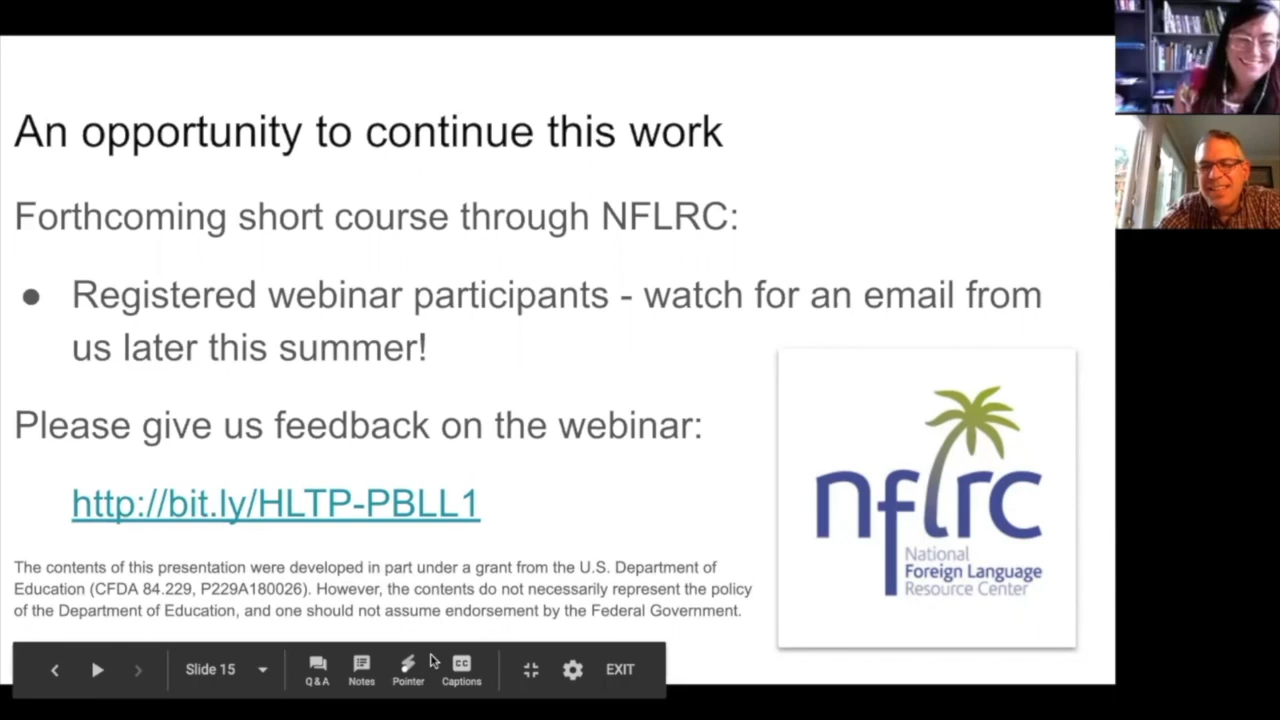 An opportunity to continue this work
Forthcoming short course through NFLRC:
● Registered webinar participants - watch for an email from
us later this summer!
Please give us feedback on the webinar:
http://bit.ly/HLTP-PBLL1
nflrc
National
Foreign Language
Resource Center
The contents of this presentation were developed in part under a grant from the U.S. Department of
Education (CFDA 84.229, P229A180026). However, the contents do not necessarily represent the policy
of the Department of Education, and one should not assume endorsement by the Federal Government.
Slide 15
Q&A
Notes
Pointer
CC
Captions
EXIT